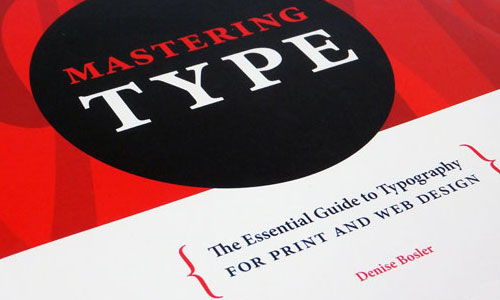 MASTERING
TYPE
The Essential Guide to Typography
FOR PRINT AND WEB DESIGN
Denise Bosler